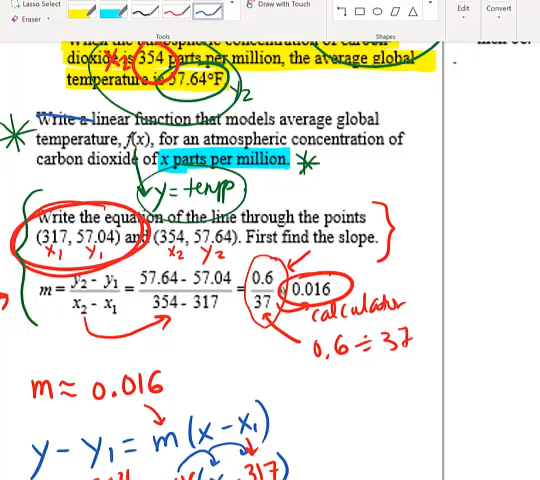 Lasso Select
Eraser
Tools
Draw with Touch
Shapes
Edit
Convert
dioxide is 354 parts per million, the average global
temperature is 57.64°F
x₂
y₂
Write a linear function that models average global
temperature, f(x), for an atmospheric concentration of
carbon dioxide of x parts per million.
y = temp
Write the equation of the line through the points
(317, 57.04) and (354, 57.64). First find the slope.
x₁ y₁ x₂ y₂
m = y₂ - y₁ / x₂ - x₁ = 57.64 - 57.04 / 354 - 317 = 0.6 / 37 ≈ 0.016
calculator
0.6 ÷ 37
m ≈ 0.016
y - y₁ = m(x - x₁)
317)